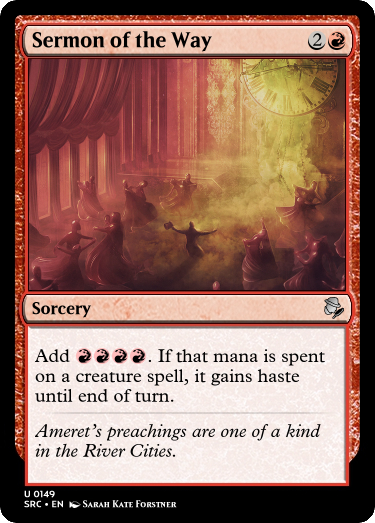 Sermon of the Way 2
Sorcery
Add. If that mana is spent
on a creature spell, it gains haste
until end of turn.
Ameret's preachings are one of a kind
in the River Cities.
U 0149
SRC • EN Sarah Kate Forstner